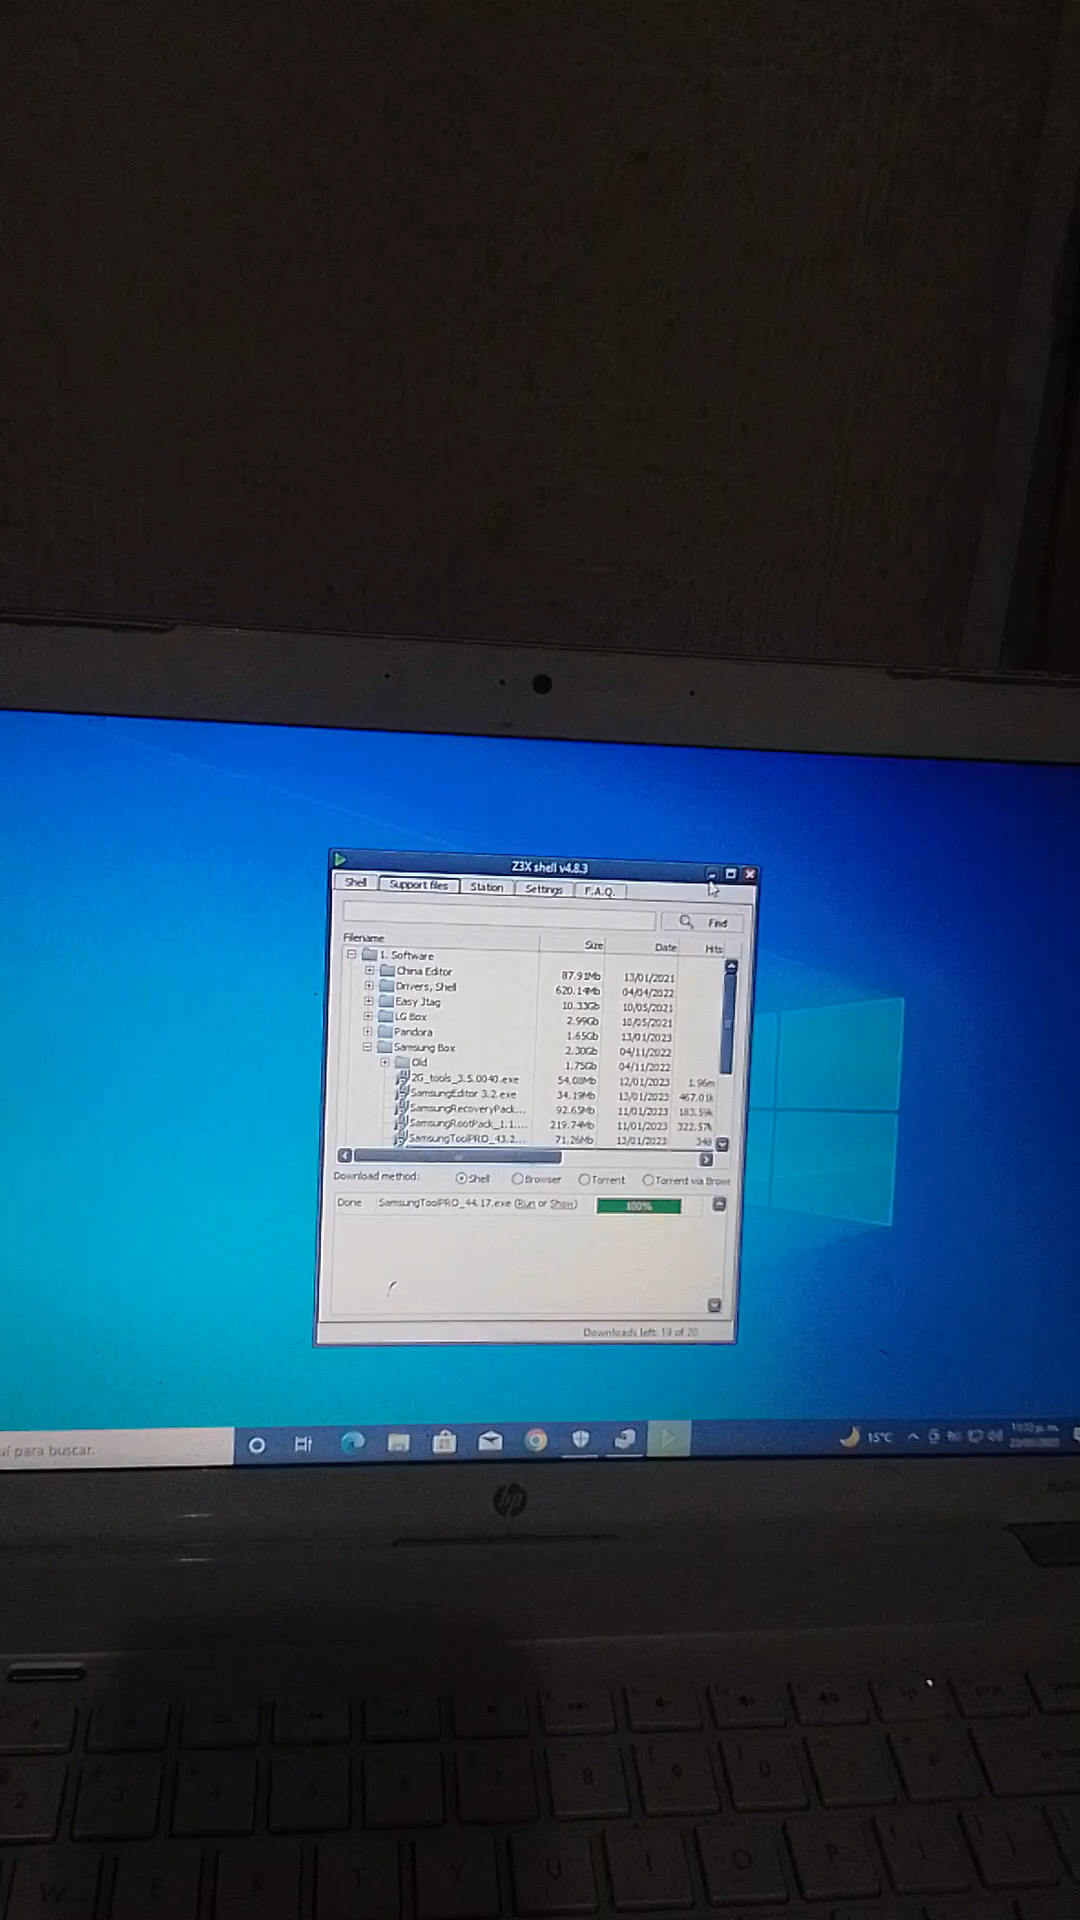 Z3X shell v4.8.3
Shell Support files Station Settings F.A.Q.
Find
Filename Size Date Hits
1. Software
China Editor 87.91Mb 13/01/2021
Drivers, Shell 620.14Mb 04/04/2022
Easy Jtag 10.33Gb 10/05/2021
LG Box 2.99Gb 10/05/2021
Pandora 1.65Gb 13/01/2023
Samsung Box 2.30Gb 04/11/2022
Old 1.75Gb 04/11/2022
2G_tools_3.5.0040.exe 54.08Mb 12/01/2023 1.96m
SamsungEditor 3.2.exe 34.19Mb 13/01/2023 467.01k
SamsungRecoveryPack... 92.65Mb 11/01/2023 183.59k
SamsungRootPack_1.1.... 219.74Mb 11/01/2023 322.57k
SamsungToolPRO_43.2... 71.26Mb 13/01/2023 348
Download method: Shell Browser Torrent Torrent via Brow
Done SamsungToolPRO_44.17.exe (Run or Show) 100%
Downloads left: 19 of 20
uí para buscar. 15°C
hp
8 9 0
W E R T Y U I O P